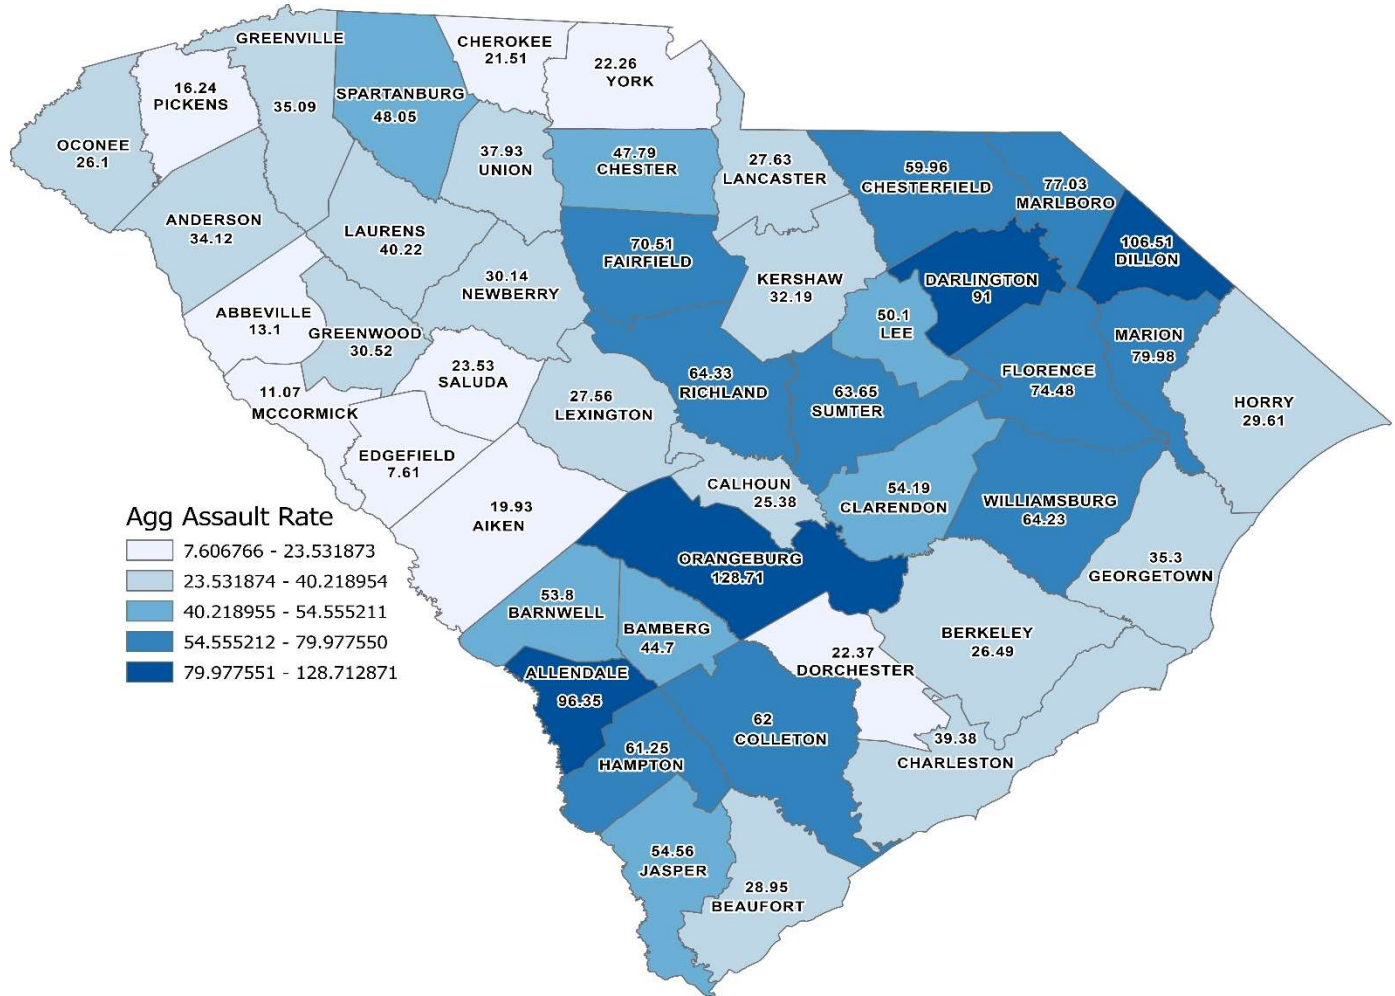 GREENVILLE
35.09
CHEROKEE
21.51
22.26
YORK
16.24
PICKENS
SPARTANBURG
48.05
OCONEE
26.1
37.93
UNION
47.79
CHESTER
27.63
LANCASTER
59.96
CHESTERFIELD
77.03
MARLBORO
ANDERSON
34.12
LAURENS
40.22
70.51
FAIRFIELD
106.51
DILLON
30.14
NEWBERRY
KERSHAW
32.19
DARLINGTON
91
ABBEVILLE
13.1
GREENWOOD
30.52
50.1
LEE
MARION
79.98
23.53
SALUDA
64.33
RICHLAND
63.65
SUMTER
FLORENCE
74.48
11.07
MCCORMICK
27.56
LEXINGTON
HORRY
29.61
EDGEFIELD
7.61
CALHOUN
25.38
54.19
CLARENDON
WILLIAMSBURG
64.23
19.93
AIKEN
ORANGEBURG
128.71
35.3
GEORGETOWN
53.8
BARNWELL
BAMBERG
44.7
BERKELEY
26.49
22.37
DORCHESTER
ALLENDALE
96.35
62
COLLETON
39.38
CHARLESTON
61.25
HAMPTON
54.56
JASPER
28.95
BEAUFORT
Agg Assault Rate
7.606766 - 23.531873
23.531874 - 40.218954
40.218955 - 54.555211
54.555212 - 79.977550
79.977551 - 128.712871